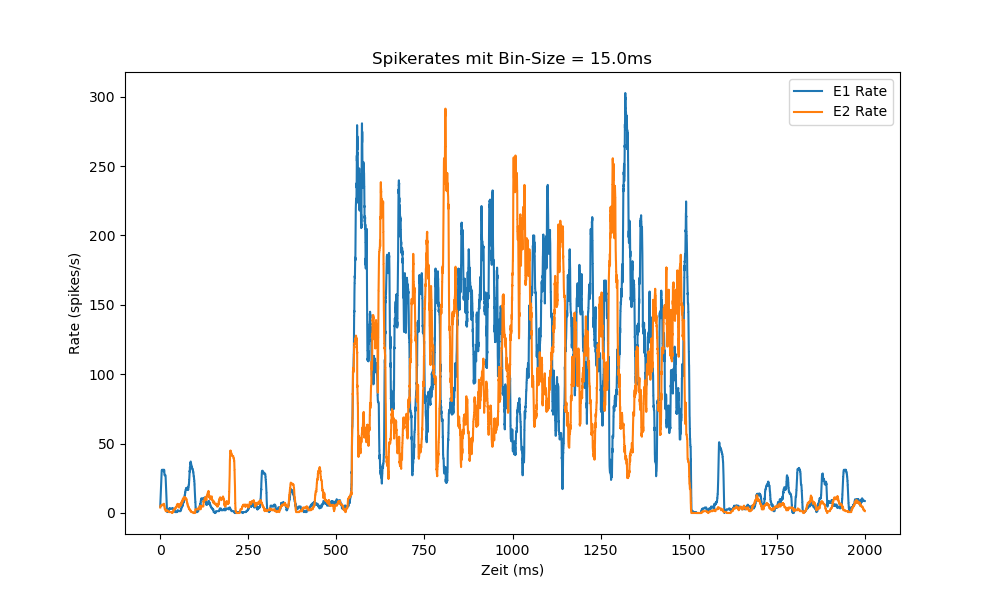 Spikerates mit Bin-Size = 15.0ms
E1 Rate
E2 Rate
300
250
200
150
100
50
0
Rate (spikes/s)
0 250 500 750 1000 1250 1500 1750 2000
Zeit (ms)